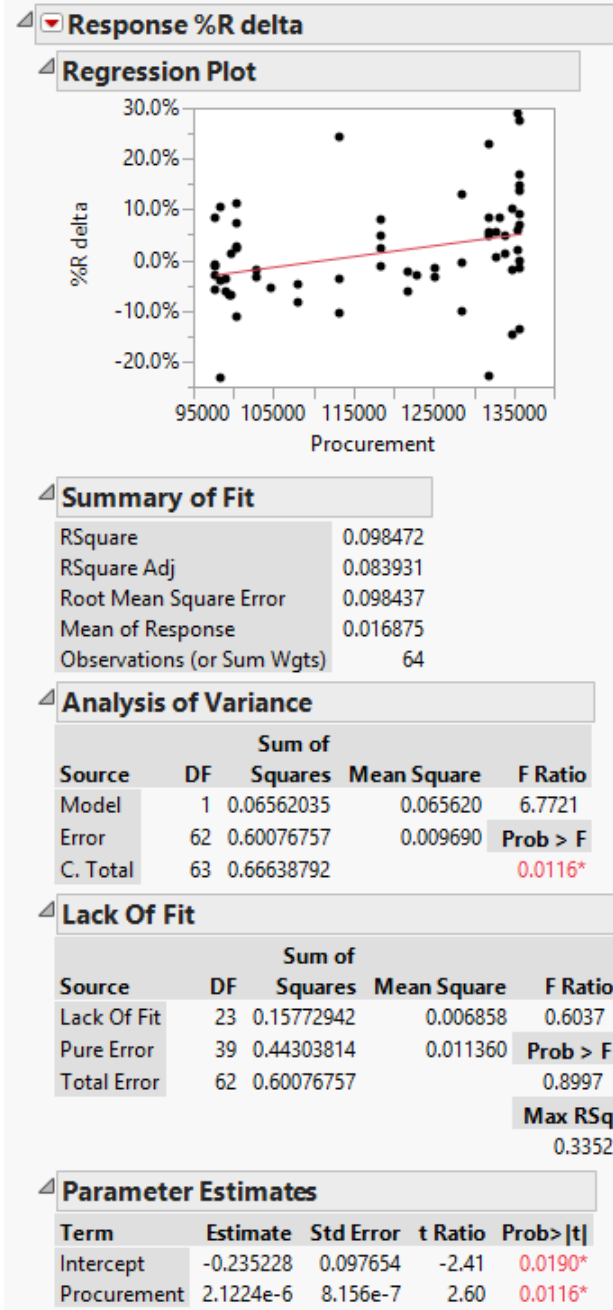 Response %R delta
Regression Plot
30.0%
20.0%
10.0%
0.0%
-10.0%
-20.0%
%R delta
95000 105000 115000 125000 135000
Procurement
Summary of Fit
RSquare 0.098472
RSquare Adj 0.083931
Root Mean Square Error 0.098437
Mean of Response 0.016875
Observations (or Sum Wgts) 64
Analysis of Variance
Sum of
Source DF Squares Mean Square F Ratio
Model 1 0.06562035 0.065620 6.7721
Error 62 0.60076757 0.009690 Prob > F
C. Total 63 0.66638792 0.0116*
Lack Of Fit
Sum of
Source DF Squares Mean Square F Ratio
Lack Of Fit 23 0.15772942 0.006858 0.6037
Pure Error 39 0.44303814 0.011360 Prob > F
Total Error 62 0.60076757 0.8997
Max RSq
0.3352
Parameter Estimates
Term Estimate Std Error t Ratio Prob>|t|
Intercept -0.235228 0.097654 -2.41 0.0190*
Procurement 2.1224e-6 8.156e-7 2.60 0.0116*